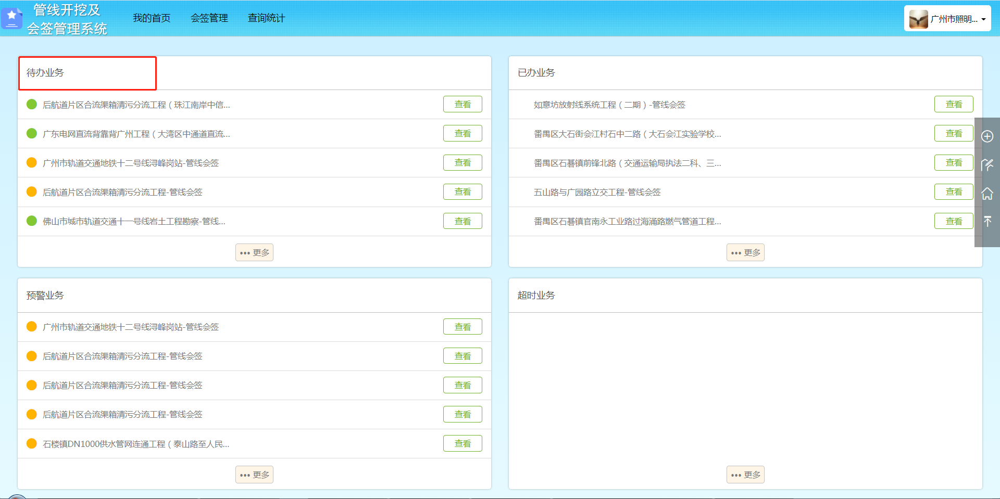 管线开挖及
会签管理系统
我的首页 会签管理 查询统计
广州市照明...
待办业务
后航道片区合流渠箱清污分流工程（珠江南岸中信... 查看
广东电网直流背靠背广州工程（大湾区中通道直流... 查看
广州市轨道交通地铁十二号线浔峰岗站-管线会签 查看
后航道片区合流渠箱清污分流工程-管线会签 查看
佛山市城市轨道交通十一号线岩土工程勘察-管线... 查看
••• 更多
已办业务
如意坊放射线系统工程（二期）-管线会签 查看
番禺区大石街会江村石中二路（大石会江实验学校... 查看
番禺区石碁镇前锋北路（交通运输局执法二科、三... 查看
五山路与广园路立交工程-管线会签 查看
番禺区石碁镇官南永工业路过海涌路燃气管道工程... 查看
••• 更多
预警业务
广州市轨道交通地铁十二号线浔峰岗站-管线会签 查看
后航道片区合流渠箱清污分流工程-管线会签 查看
后航道片区合流渠箱清污分流工程-管线会签 查看
后航道片区合流渠箱清污分流工程-管线会签 查看
石楼镇DN1000供水管网连通工程（泰山路至人民... 查看
••• 更多
超时业务
••• 更多